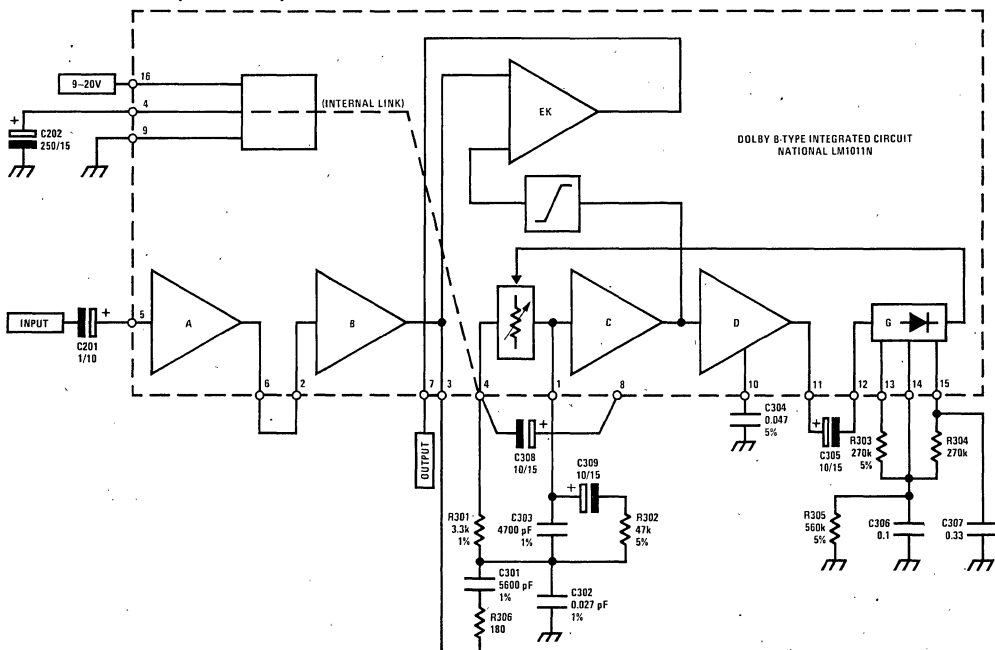 9–20V
16
4
9
(INTERNAL LINK)
+
C202
250/15
EK
DOLBY B-TYPE INTEGRATED CIRCUIT
NATIONAL LM1011N
INPUT
+
C201
1/10
5
A
B
C
D
G
6
2
7
3
4
1
8
10
11
12
13
14
15
OUTPUT
C308
10/15
+
C304
0.047
5%
+
C305
10/15
R303
270k
5%
R304
270k
R301
3.3k
1%
C303
4700 pF
1%
+
C309
10/15
R302
47k
5%
R305
560k
5%
C306
0.1
C307
0.33
C301
5600 pF
1%
C302
0.027 pF
1%
R306
180